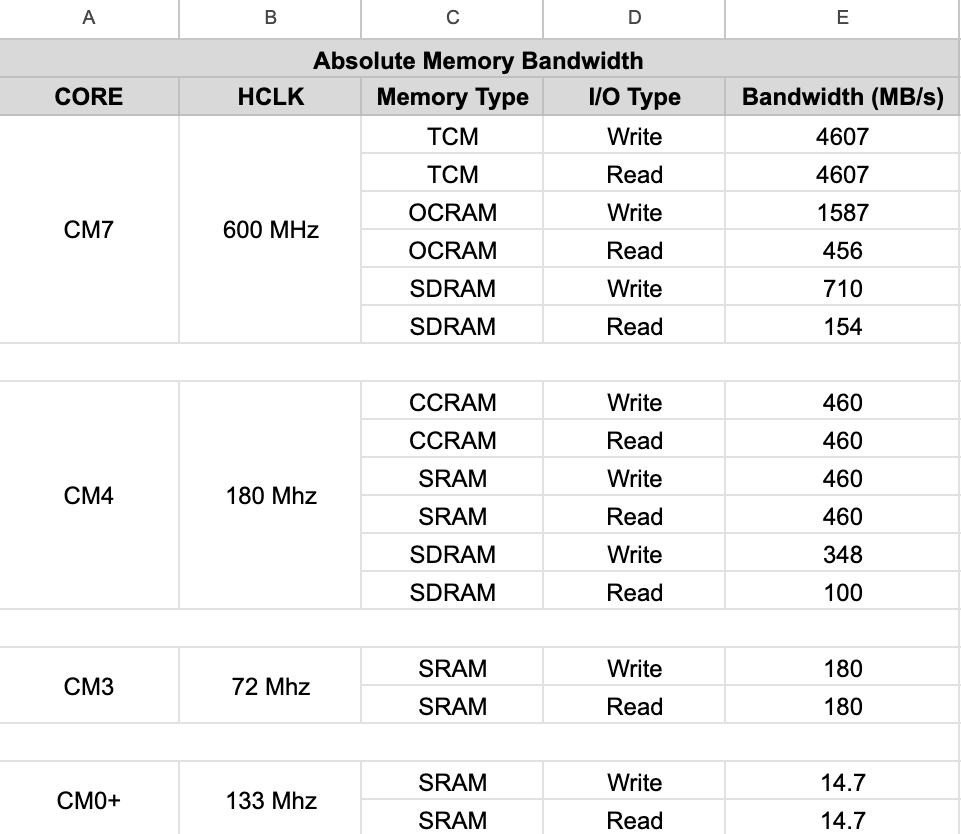 A B C D E
Absolute Memory Bandwidth
CORE HCLK Memory Type I/O Type Bandwidth (MB/s)
TCM Write 4607
TCM Read 4607
OCRAM Write 1587
CM7 600 MHz
OCRAM Read 456
SDRAM Write 710
SDRAM Read 154
CCRAM Write 460
CCRAM Read 460
SRAM Write 460
CM4 180 Mhz
SRAM Read 460
SDRAM Write 348
SDRAM Read 100
SRAM Write 180
CM3 72 Mhz
SRAM Read 180
SRAM Write 14.7
CM0+ 133 Mhz
SRAM Read 14.7